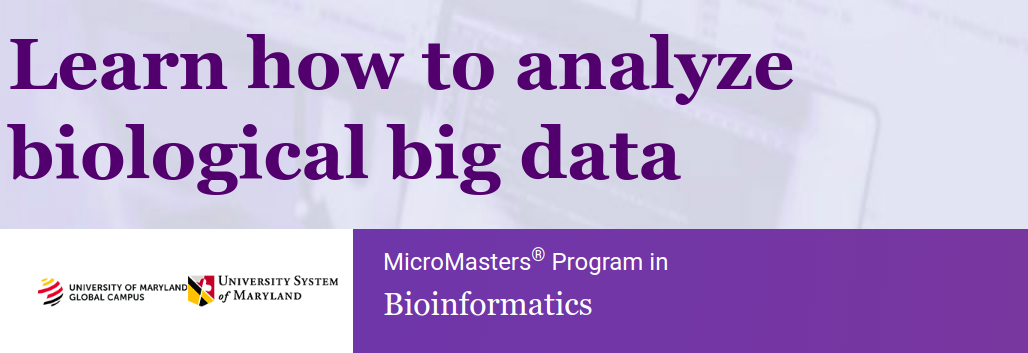 Learn how to analyze
biological big data
UNIVERSITY OF MARYLAND
GLOBAL CAMPUS
UNIVERSITY SYSTEM
of MARYLAND
MicroMasters® Program in
Bioinformatics